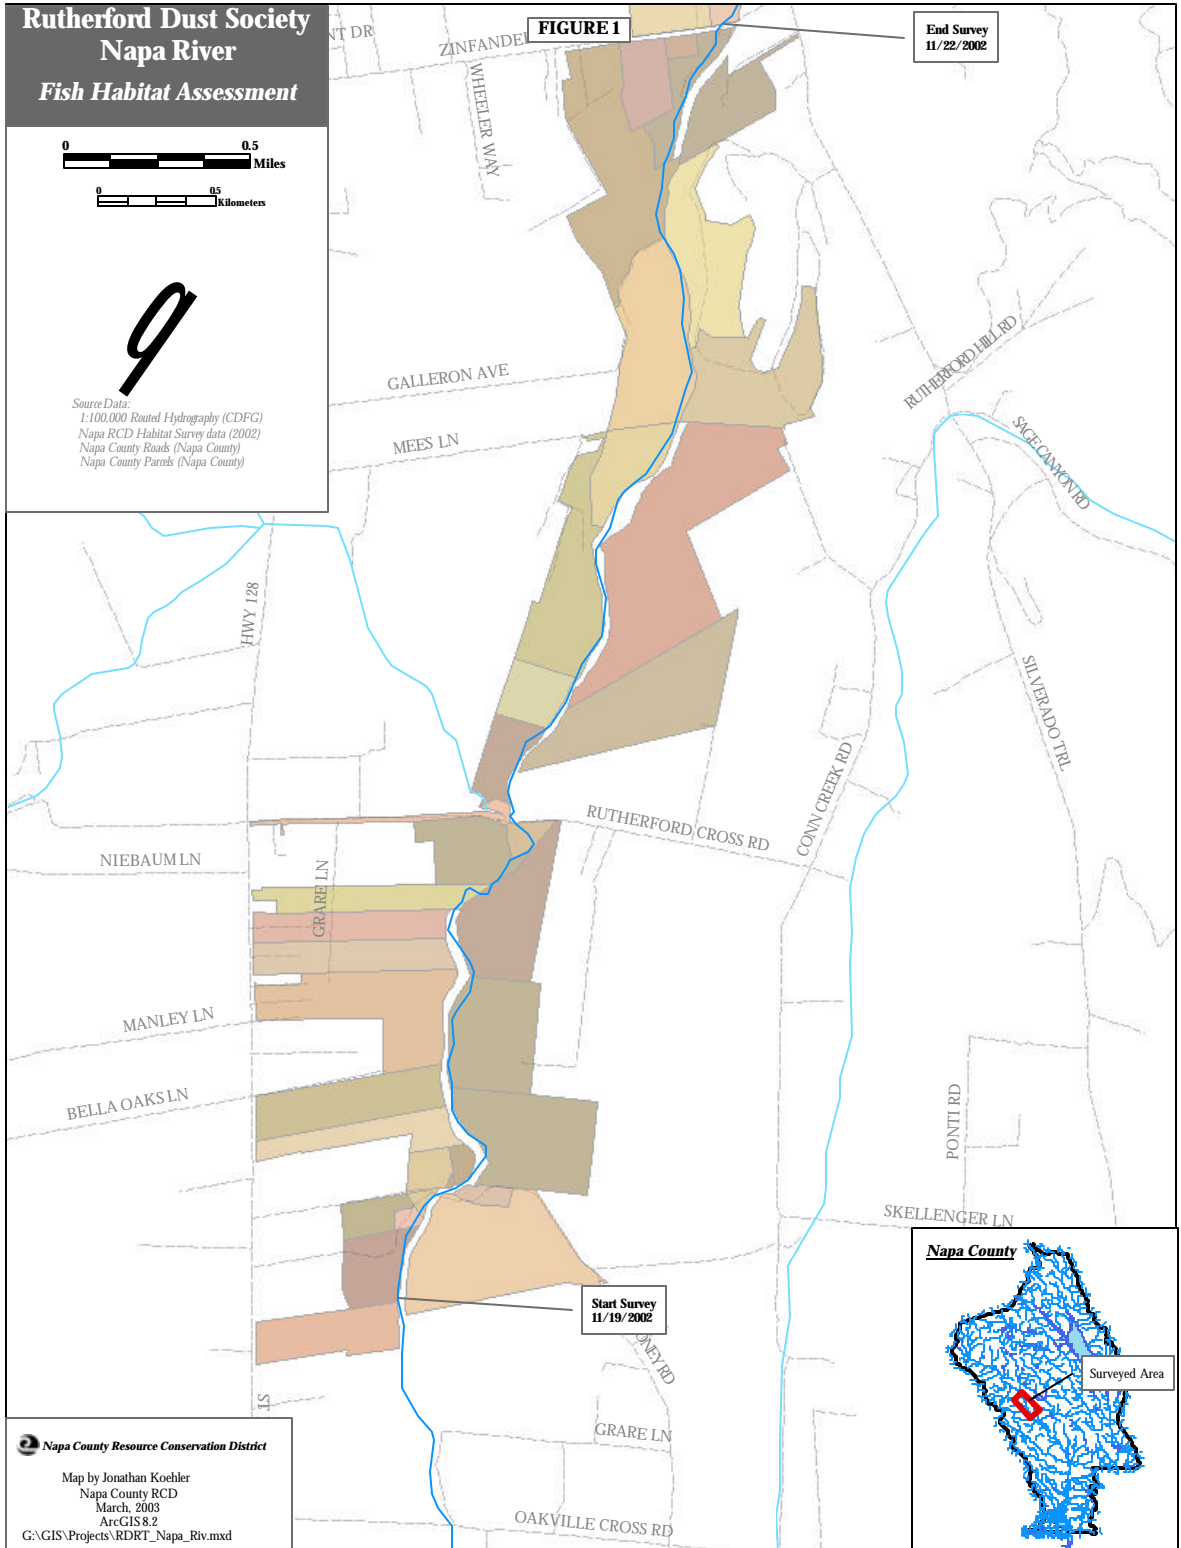 Rutherford Dust Society
Napa River
Fish Habitat Assessment
0 0.5
Miles
0 0.5
Kilometers
Source Data:
1:100,000 Routed Hydrography (CDFG)
Napa RCD Habitat Survey data (2002)
Napa County Roads (Napa County)
Napa County Parcels (Napa County)
FIGURE 1
End Survey
11/22/2002
NT DR
ZINFANDEL
WHEELER WAY
GALLERON AVE
MEES LN
RUTHERFORD HILL RD
SAGE CANYON RD
HWY 128
SILVERADO TRL
CONN CREEK RD
RUTHERFORD CROSS RD
NIEBAUM LN
GRARE LN
MANLEY LN
BELLA OAKS LN
PONTI RD
SKELLENGER LN
Start Survey
11/19/2002
ONEY RD
ST
GRARE LN
OAKVILLE CROSS RD
Napa County
Surveyed Area
Napa County Resource Conservation District
Map by Jonathan Koehler
Napa County RCD
March, 2003
ArcGIS 8.2
G:\GIS\Projects\RDRT_Napa_Riv.mxd